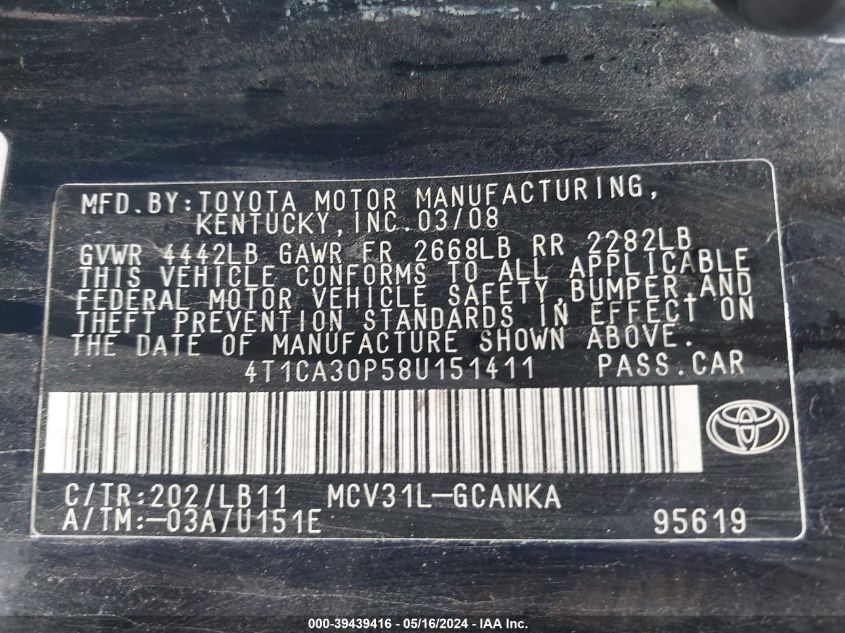 MFD.BY:TOYOTA MOTOR MANUFACTURING,
KENTUCKY,INC.03/08
GVWR 4442LB GAWR FR 2668LB RR 2282LB
THIS VEHICLE CONFORMS TO ALL APPLICABLE
FEDERAL MOTOR VEHICLE SAFETY,BUMPER,AND
THEFT PREVENTION STANDARDS IN EFFECT ON
THE DATE OF MANUFACTURE SHOWN ABOVE.
4T1CA30P58U151411 PASS.CAR
C/TR:202/LB11 MCV31L-GCANKA
A/TM:-03A/U151E 95619
000-39439416 - 05/16/2024 - IAA Inc.